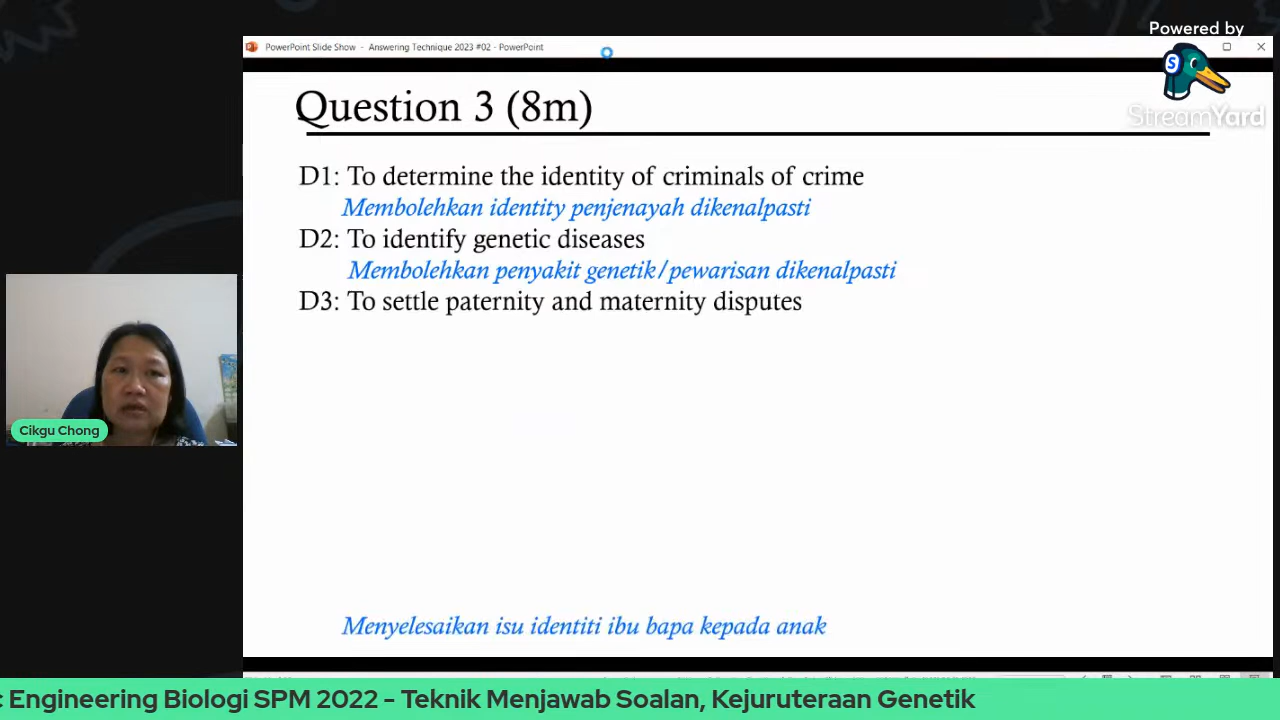 Powered by
StreamYard
PowerPoint Slide Show - Answering Technique 2023 #02 - PowerPoint
Question 3 (8m)
D1: To determine the identity of criminals of crime
Membolehkan identity penjenayah dikenalpasti
D2: To identify genetic diseases
Membolehkan penyakit genetik/pewarisan dikenalpasti
D3: To settle paternity and maternity disputes
Menyelesaikan isu identiti ibu bapa kepada anak
Cikgu Chong
Engineering Biologi SPM 2022 - Teknik Menjawab Soalan, Kejuruteraan Genetik